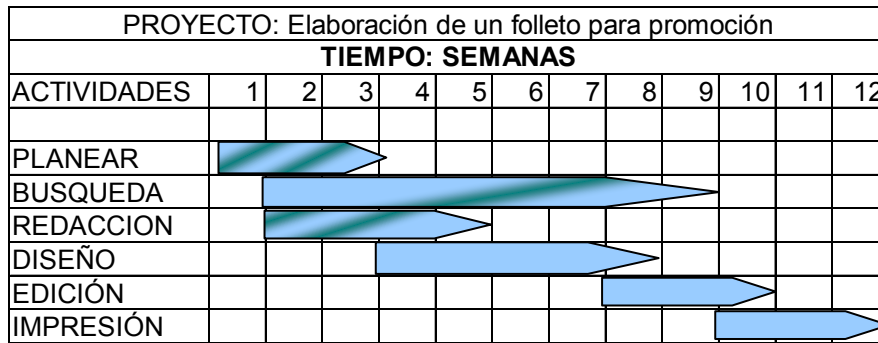 PROYECTO: Elaboración de un folleto para promoción
TIEMPO: SEMANAS
ACTIVIDADES 1 2 3 4 5 6 7 8 9 10 11 12
PLANEAR
BUSQUEDA
REDACCION
DISEÑO
EDICIÓN
IMPRESIÓN